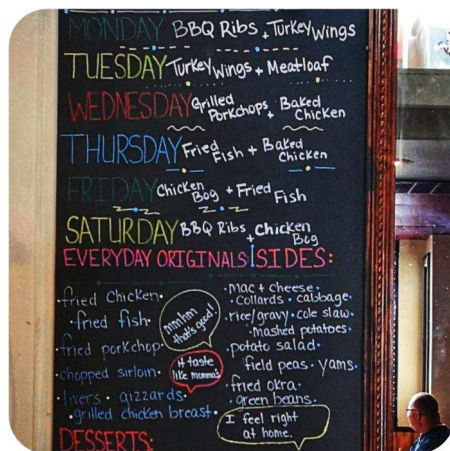 MONDAY BBQ Ribs + Turkey Wings
TUESDAY Turkey Wings + Meatloaf
WEDNESDAY Grilled Porkchops + Baked Chicken
THURSDAY Fried Fish + Baked Chicken
FRIDAY Chicken Bog + Fried Fish
SATURDAY BBQ Ribs + Chicken Bog
EVERYDAY ORIGINALS: SIDES:
fried Chicken •
• fried fish •
fried porkchop •
chopped sirloin •
livers • gizzards •
• grilled chicken breast •
mmhm that's good!
# taste like momma's
• mac + cheese •
• collards • cabbage •
• rice/gravy • cole slaw •
• mashed potatoes •
• potato salad •
field peas • yams •
• fried okra •
• green beans •
I feel right at home.
DESSERTS: